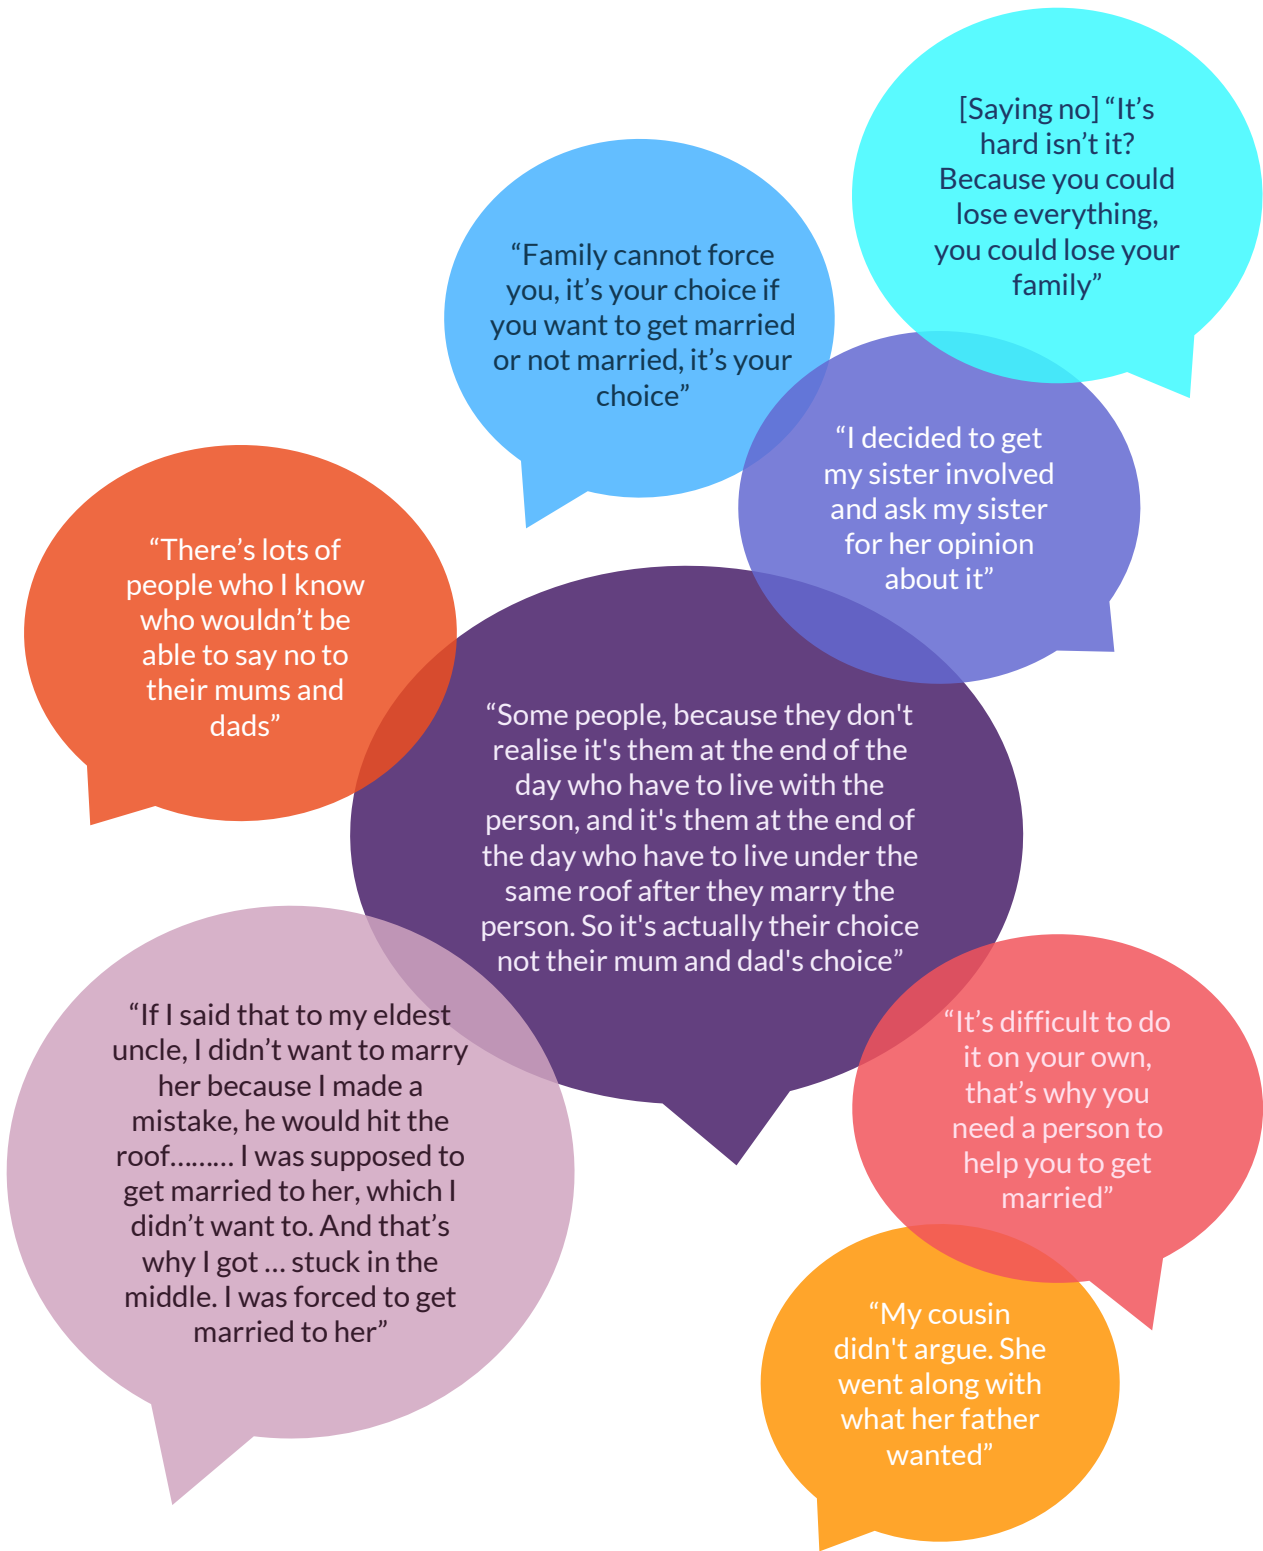 [Saying no] “It’s
hard isn’t it?
Because you could
lose everything,
you could lose your
family”
“Family cannot force
you, it’s your choice if
you want to get married
or not married, it’s your
choice”
“I decided to get
my sister involved
and ask my sister
for her opinion
about it”
“There’s lots of
people who I know
who wouldn’t be
able to say no to
their mums and
dads”
“Some people, because they don't
realise it's them at the end of the
day who have to live with the
person, and it's them at the end of
the day who have to live under the
same roof after they marry the
person. So it's actually their choice
not their mum and dad's choice”
“If I said that to my eldest
uncle, I didn’t want to marry
her because I made a
mistake, he would hit the
roof......... I was supposed to
get married to her, which I
didn’t want to. And that’s
why I got ... stuck in the
middle. I was forced to get
married to her”
“It’s difficult to do
it on your own,
that’s why you
need a person to
help you to get
married”
“My cousin
didn't argue. She
went along with
what her father
wanted”